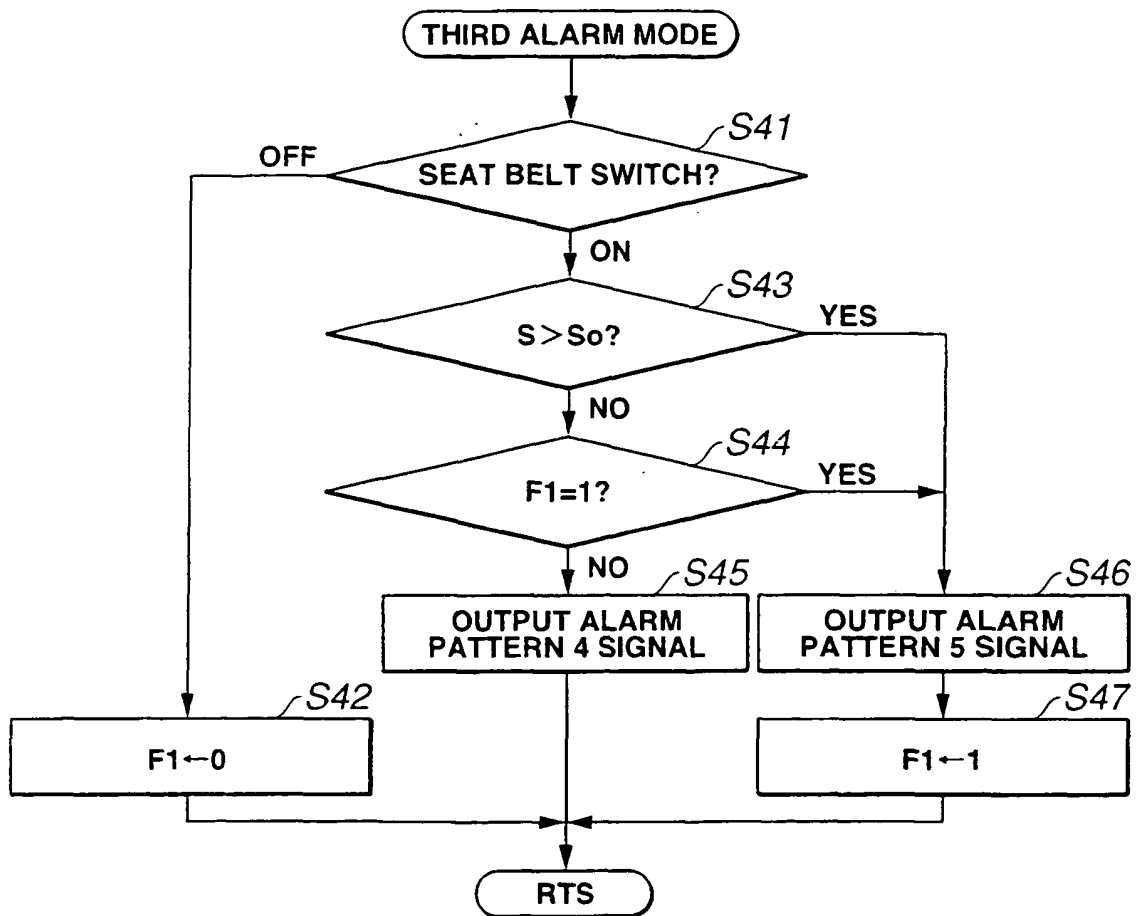 THIRD ALARM MODE
S41
OFF
SEAT BELT SWITCH?
ON
S43
YES
S>So?
NO
S44
YES
F1=1?
NO
S45
S46
OUTPUT ALARM
PATTERN 4 SIGNAL
OUTPUT ALARM
PATTERN 5 SIGNAL
S42
S47
F1←0
F1←1
RTS